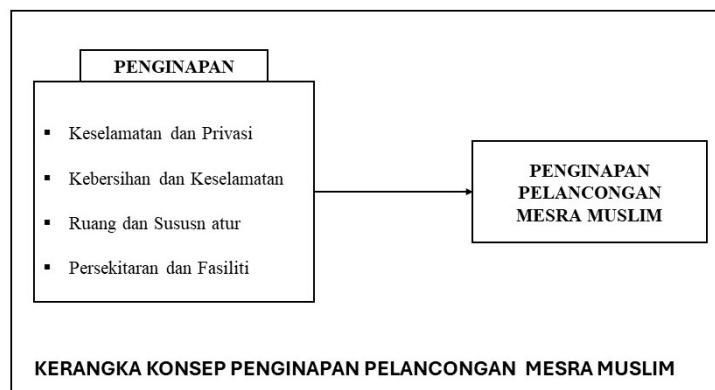 PENGINAPAN
▪ Keselamatan dan Privasi
▪ Kebersihan dan Keselamatan
▪ Ruang dan Sususn atur
▪ Persekitaran dan Fasiliti
PENGINAPAN
PELANCONGAN
MESRA MUSLIM
KERANGKA KONSEP PENGINAPAN PELANCONGAN MESRA MUSLIM